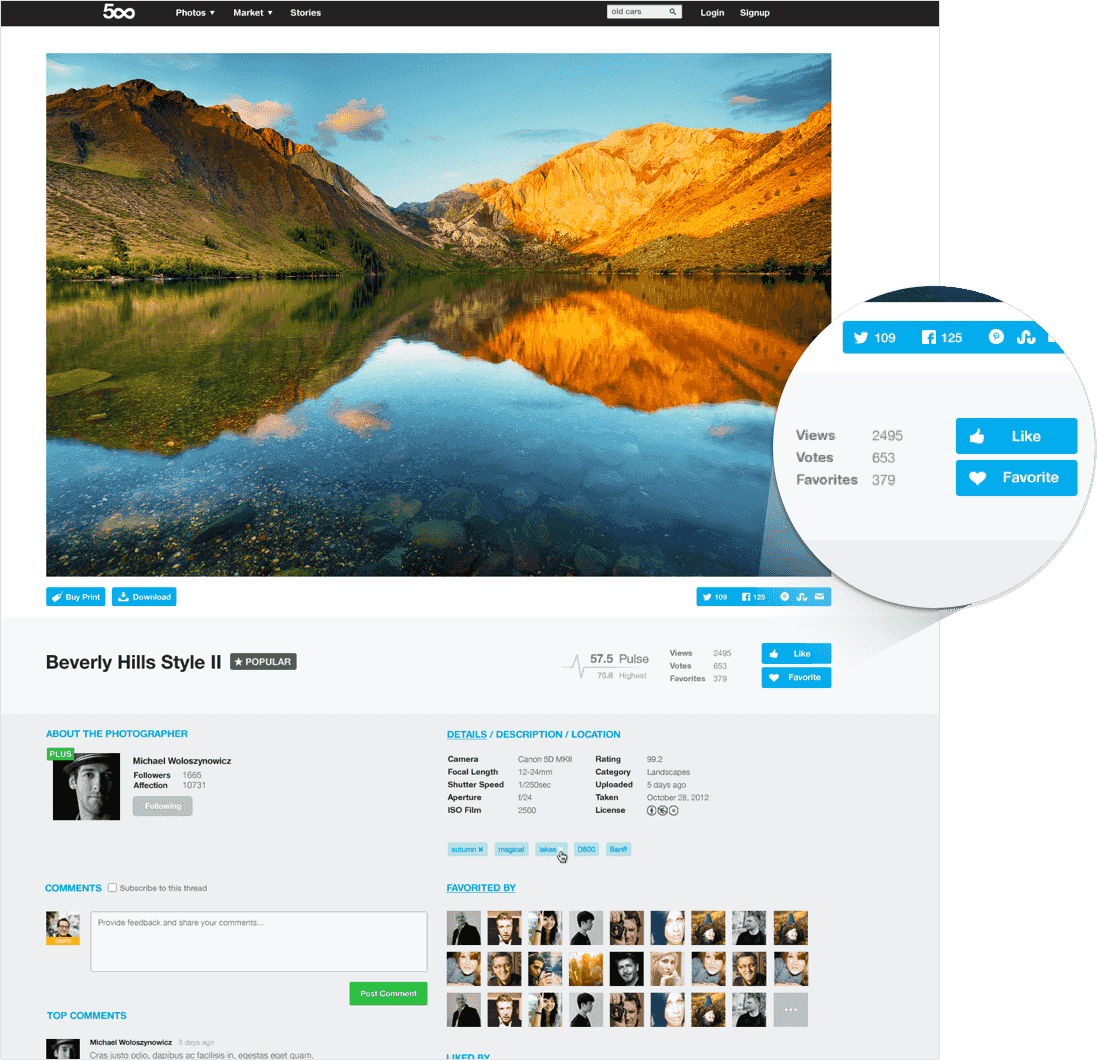 500
Photos Market Stories old cars Login Signup
109 125
Views 2495
Votes 653
Favorites 379
Like
Favorite
Buy Print Download 109 125
Beverly Hills Style II POPULAR
57.5 Pulse
75.8 Highest
Views 2495
Votes 653
Favorites 379
Like
Favorite
ABOUT THE PHOTOGRAPHER
PLUS
Michael Woloszynowicz
Followers 1665
Affection 10731
Following
DETAILS / DESCRIPTION / LOCATION
Camera Canon 5D MKII Rating 99.2
Focal Length 12-24mm Category Landscapes
Shutter Speed 1/250sec Uploaded 5 days ago
Aperture f/24 Taken October 28, 2012
ISO Film 2500 License
autumn x magical lakes D800 Banff
COMMENTS Subscribe to this thread
Provide feedback and share your comments...
Post Comment
FAVORITED BY
...
TOP COMMENTS
Michael Woloszynowicz 3 days ago
Cras justo odio, dapibus ac facilisis in, egestas eget quam.
LIKED BY